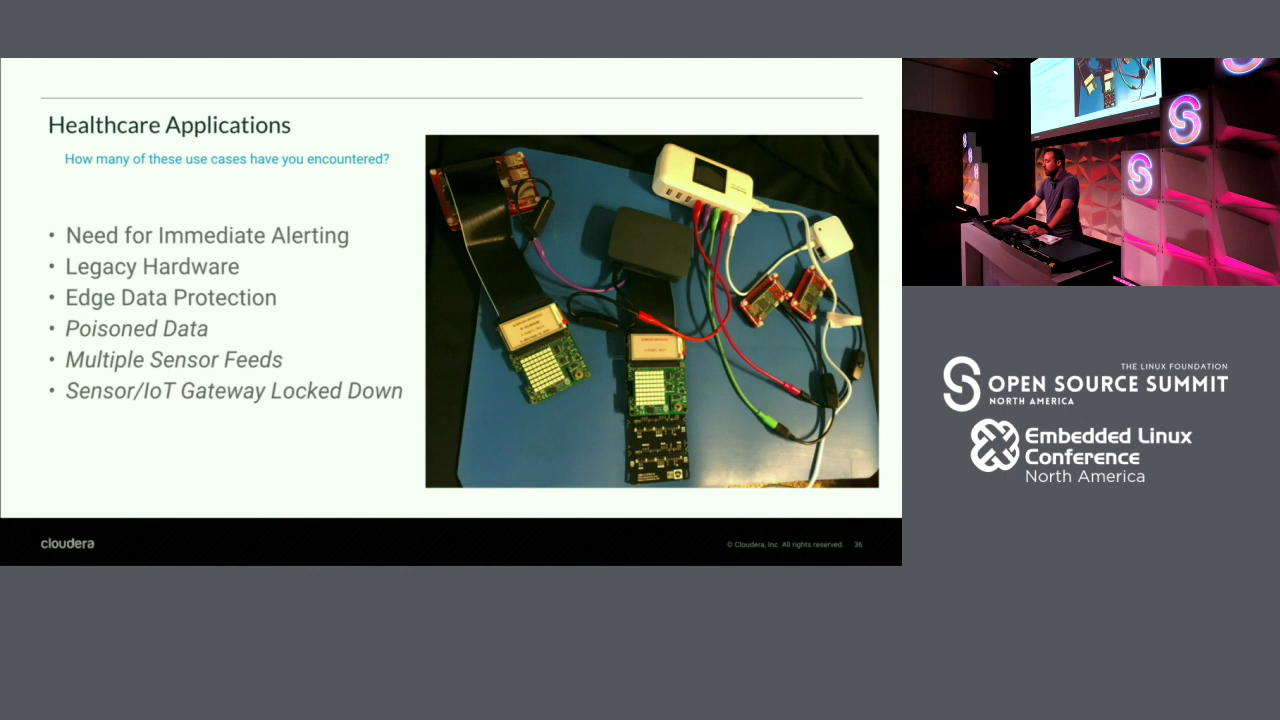 Healthcare Applications
How many of these use cases have you encountered?
• Need for Immediate Alerting
• Legacy Hardware
• Edge Data Protection
• Poisoned Data
• Multiple Sensor Feeds
• Sensor/IoT Gateway Locked Down
cloudera
© Cloudera, Inc. All rights reserved. 36
THE LINUX FOUNDATION
OPEN SOURCE SUMMIT
NORTH AMERICA
Embedded Linux
Conference
North America